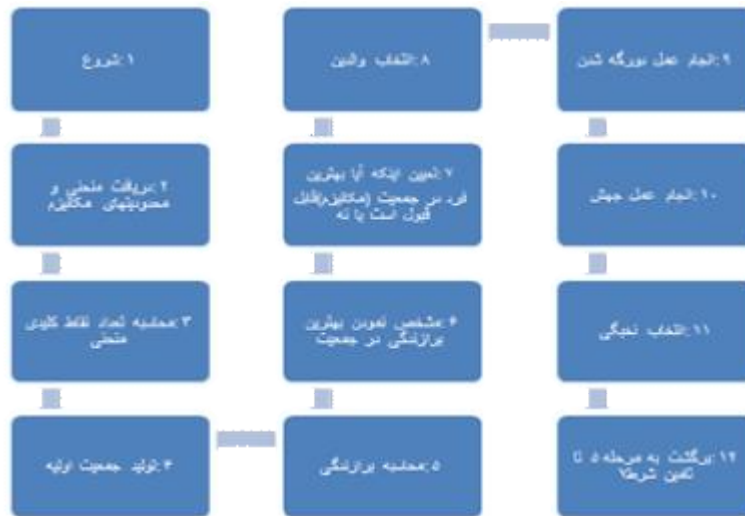 ۱:شروع
۲:دریافت منحنی و
محدودیتهای مکانیزم
۳:محاسبه تعداد نقاط کلیدی
منحنی
۴:تولید جمعیت اولیه
۵:محاسبه برازندگی
۶:مشخص نمودن بهترین
برازندگی در جمعیت
۷:تعیین اینکه آیا بهترین
فرد در جمعیت (مکانیزم)قابل
قبول است یا نه
۸:انتخاب والدین
۹:انجام عمل دورگه شدن
۱۰:انجام عمل جهش
۱۱:انتخاب نخبگی
۱۲:برگشت به مرحله ۵ تا
تامین شرط۷